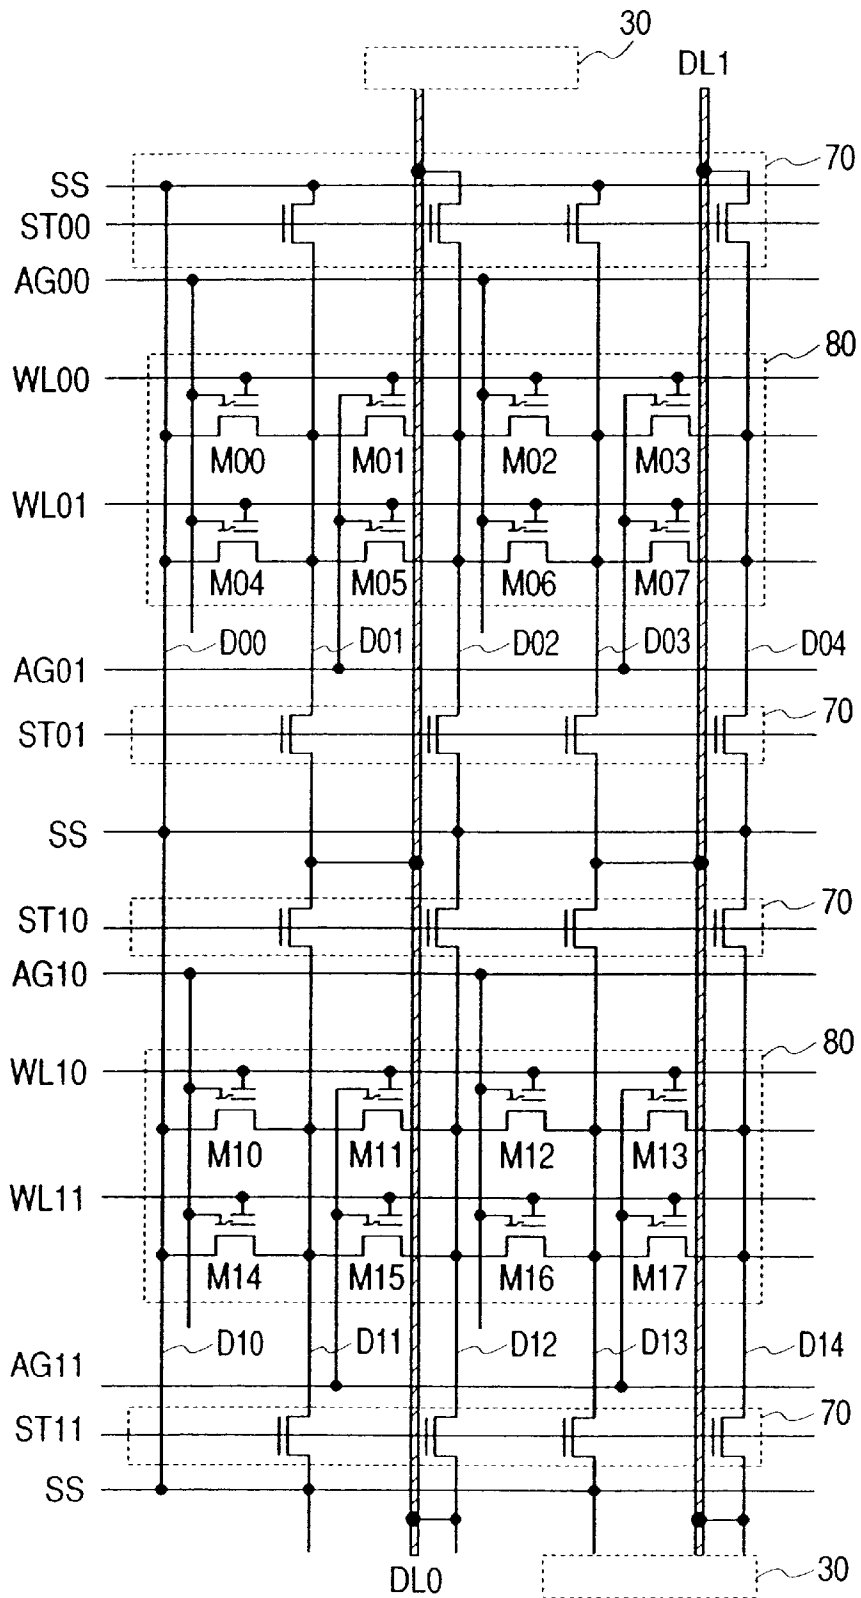 30
DL1
70
SS
ST00
AG00
80
WL00
M00 M01 M02 M03
WL01
M04 M05 M06 M07
D00 D01 D02 D03 D04
AG01
70
ST01
SS
70
ST10
AG10
80
WL10
M10 M11 M12 M13
WL11
M14 M15 M16 M17
D10 D11 D12 D13 D14
AG11
70
ST11
SS
DL0
30